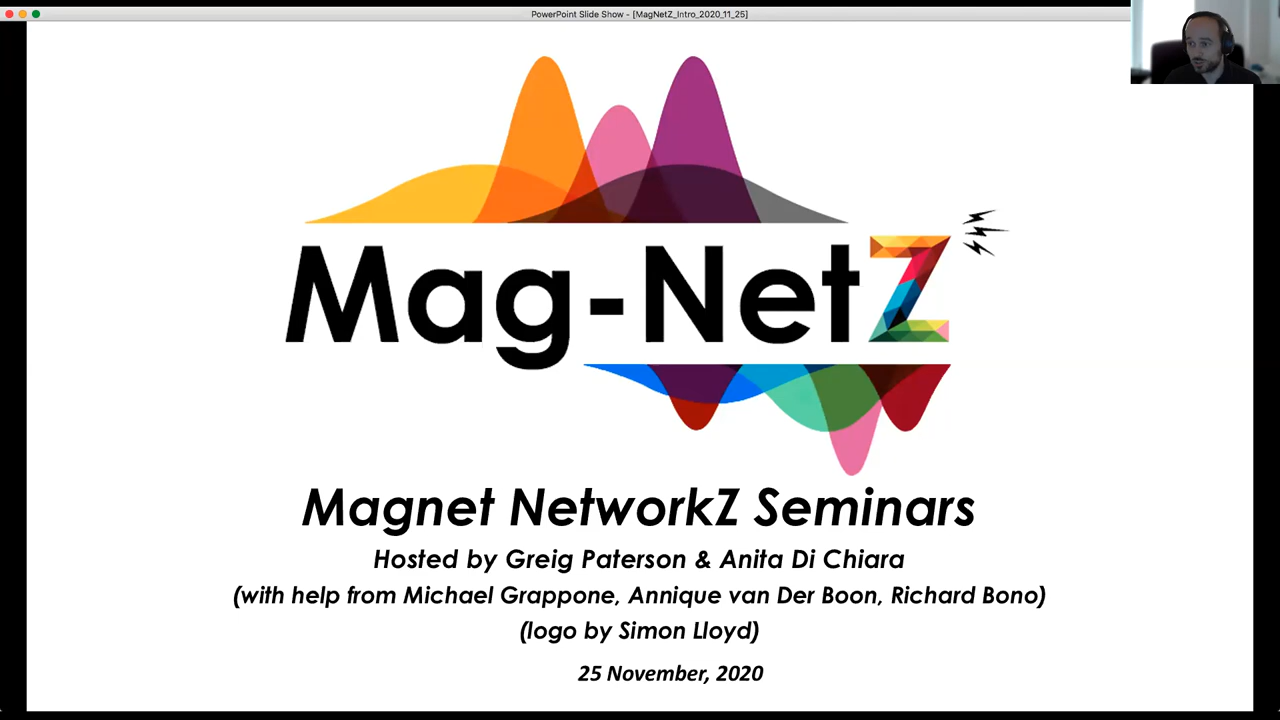 PowerPoint Slide Show - [MagNetZ_Intro_2020_11_25]
Mag-NetZ
Magnet NetworkZ Seminars
Hosted by Greig Paterson & Anita Di Chiara
(with help from Michael Grappone, Annique van Der Boon, Richard Bono)
(logo by Simon Lloyd)
25 November, 2020